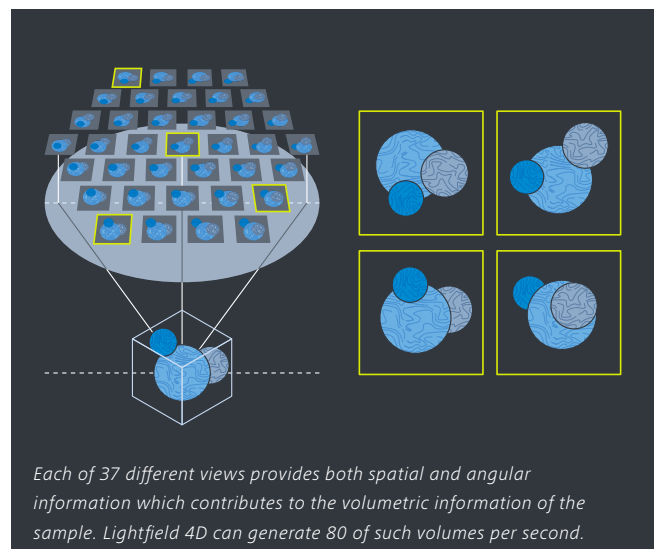 Each of 37 different views provides both spatial and angular
information which contributes to the volumetric information of the
sample. Lightfield 4D can generate 80 of such volumes per second.